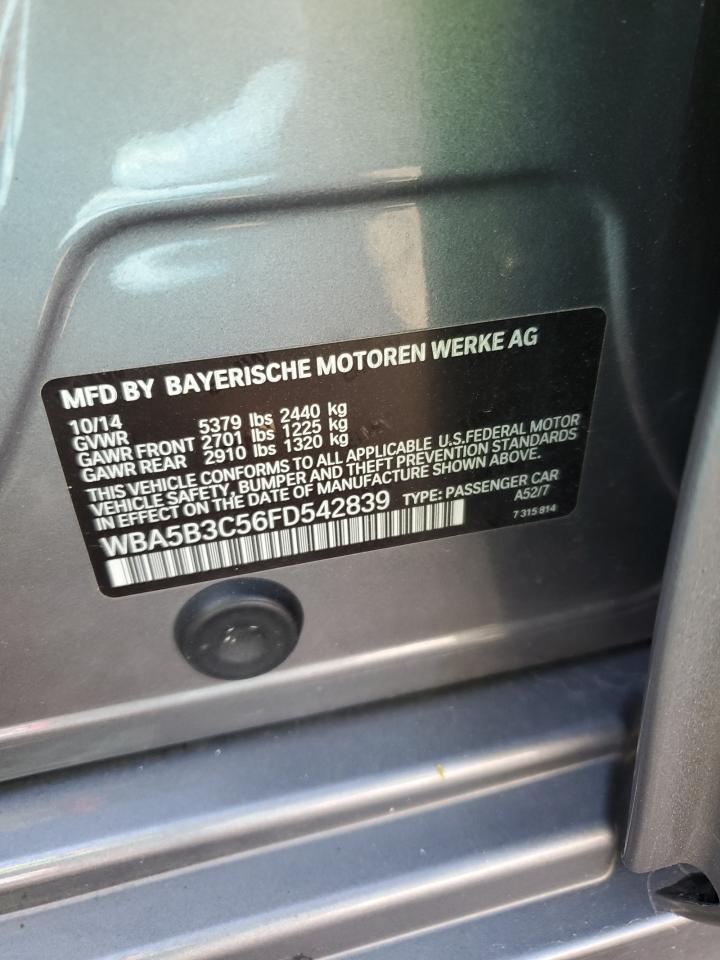 MFD BY BAYERISCHE MOTOREN WERKE AG
10/14
GVWR 5379 lbs 2440 kg
GAWR FRONT 2701 lbs 1225 kg
GAWR REAR 2910 lbs 1320 kg
THIS VEHICLE CONFORMS TO ALL APPLICABLE U.S.FEDERAL MOTOR
VEHICLE SAFETY, BUMPER AND THEFT PREVENTION STANDARDS
IN EFFECT ON THE DATE OF MANUFACTURE SHOWN ABOVE.
WBA5B3C56FD542839 TYPE: PASSENGER CAR
A52/7
7 315 814